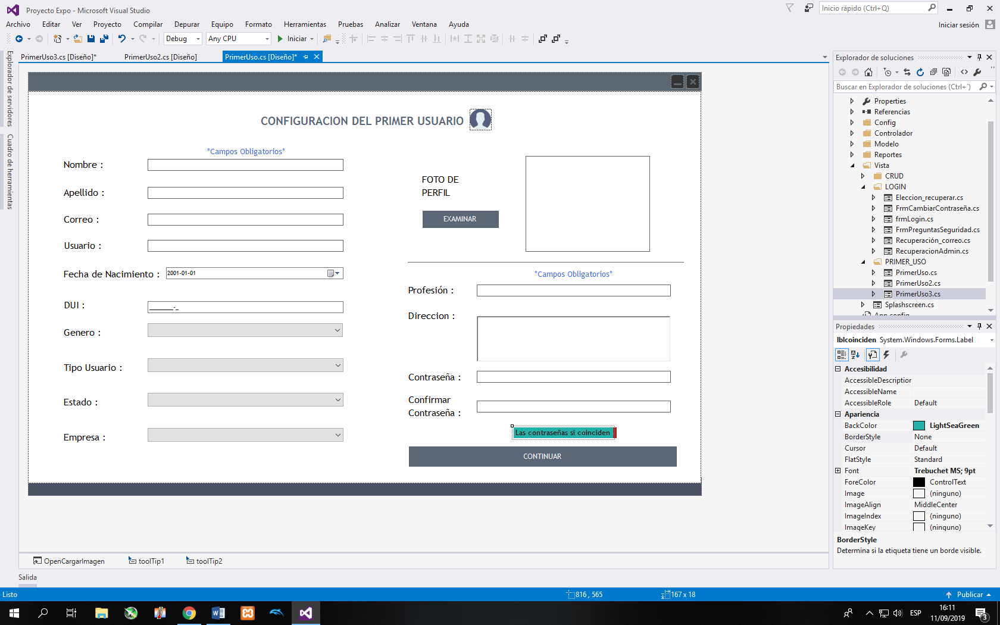 Proyecto Expo - Microsoft Visual Studio
Inicio rápido (Ctrl+Q)
Archivo Editar Ver Proyecto Compilar Depurar Equipo Formato Herramientas Pruebas Analizar Ventana Ayuda
Iniciar sesión
Debug Any CPU Iniciar
Explorador de servidores
Cuadro de herramientas
PrimerUso3.cs [Diseño]* PrimerUso2.cs [Diseño] PrimerUso.cs [Diseño]*
CONFIGURACION DEL PRIMER USUARIO
*Campos Obligatorios*
Nombre :
Apellido :
Correo :
Usuario :
Fecha de Nacimiento : 2001-01-01
DUI : ________-_
Genero :
Tipo Usuario :
Estado :
Empresa :
FOTO DE
PERFIL
EXAMINAR
*Campos Obligatorios*
Profesión :
Direccion :
Contraseña :
Confirmar
Contraseña :
Las contraseñas si coinciden
CONTINUAR
OpenCargarImagen toolTip1 toolTip2
Salida
Explorador de soluciones
Buscar en Explorador de soluciones (Ctrl+`)
Properties
Referencias
Config
Controlador
Modelo
Reportes
Vista
CRUD
LOGIN
Eleccion_recuperar.cs
FrmCambiarContraseña.cs
frmLogin.cs
FrmPreguntasSeguridad.cs
Recuperación_correo.cs
RecuperacionAdmin.cs
PRIMER_USO
PrimerUso.cs
PrimerUso2.cs
PrimerUso3.cs
Splashscreen.cs
App.config
Propiedades
lblcoinciden System.Windows.Forms.Label
Accesibilidad
AccessibleDescription
AccessibleName
AccessibleRole Default
Apariencia
BackColor LightSeaGreen
BorderStyle None
Cursor Default
FlatStyle Standard
Font Trebuchet MS; 9pt
ForeColor ControlText
Image (ninguno)
ImageAlign MiddleCenter
ImageIndex (ninguno)
ImageKey (ninguno)
BorderStyle
Determina si la etiqueta tiene un borde visible.
Listo 816 , 565 167 x 18 Publicar
ESP
16:11
11/09/2019
3